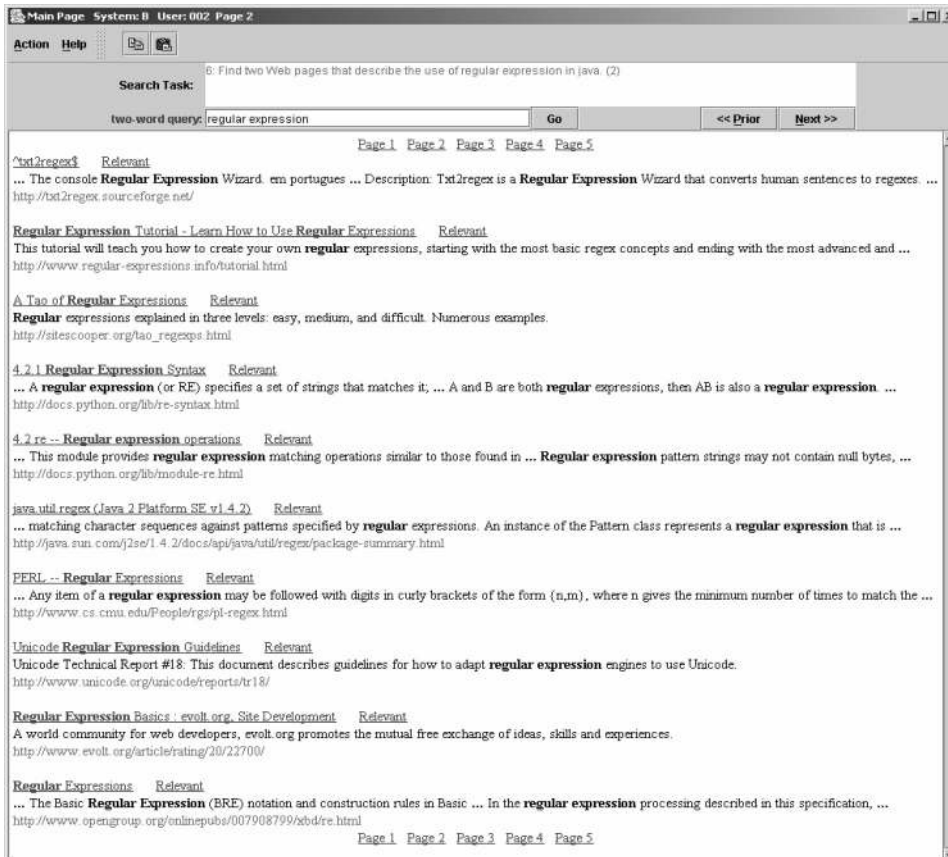 Main Page System: B User: 002 Page 2
Action Help
6: Find two Web pages that describe the use of regular expression in java. (2)
Search Task:
two-word query: regular expression Go << Prior Next >>
Page 1 Page 2 Page 3 Page 4 Page 5
^txt2regex$ Relevant
... The console Regular Expression Wizard. em portugues ... Description: Txt2regex is a Regular Expression Wizard that converts human sentences to regexes. ...
http://txt2regex.sourceforge.net/
Regular Expression Tutorial - Learn How to Use Regular Expressions Relevant
This tutorial will teach you how to create your own regular expressions, starting with the most basic regex concepts and ending with the most advanced and ...
http://www.regular-expressions.info/tutorial.html
A Tao of Regular Expressions Relevant
Regular expressions explained in three levels: easy, medium, and difficult. Numerous examples.
http://sitescooper.org/tao_regexps.html
4.2.1 Regular Expression Syntax Relevant
... A regular expression (or RE) specifies a set of strings that matches it; ... A and B are both regular expressions, then AB is also a regular expression. ...
http://docs.python.org/lib/re-syntax.html
4.2 re -- Regular expression operations Relevant
... This module provides regular expression matching operations similar to those found in ... Regular expression pattern strings may not contain null bytes, ...
http://docs.python.org/lib/module-re.html
java.util.regex (Java 2 Platform SE v1.4.2) Relevant
... matching character sequences against patterns specified by regular expressions. An instance of the Pattern class represents a regular expression that is ...
http://java.sun.com/j2se/1.4.2/docs/api/java/util/regex/package-summary.html
PERL -- Regular Expressions Relevant
... Any item of a regular expression may be followed with digits in curly brackets of the form {n,m}, where n gives the minimum number of times to match the ...
http://www.cs.cmu.edu/People/rgs/pl-regex.html
Unicode Regular Expression Guidelines Relevant
Unicode Technical Report #18: This document describes guidelines for how to adapt regular expression engines to use Unicode.
http://www.unicode.org/unicode/reports/tr18/
Regular Expression Basics : evolt.org, Site Development Relevant
A world community for web developers, evolt.org promotes the mutual free exchange of ideas, skills and experiences.
http://www.evolt.org/article/rating/20/22700/
Regular Expressions Relevant
... The Basic Regular Expression (BRE) notation and construction rules in Basic ... In the regular expression processing described in this specification, ...
http://www.opengroup.org/onlinepubs/007908799/xbd/re.html
Page 1 Page 2 Page 3 Page 4 Page 5